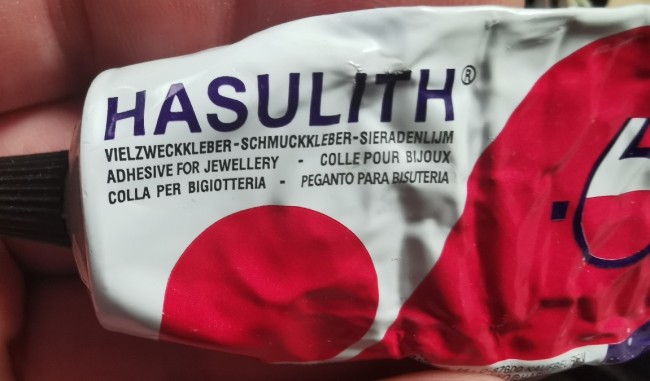 HASULITH®
VIELZWECKKLEBER-SCHMUCKKLEBER-SIERADENLIJM
ADHESIVE FOR JEWELLERY - COLLE POUR BIJOUX
COLLA PER BIGIOTTERIA - PEGANTO PARA BISUTERIA